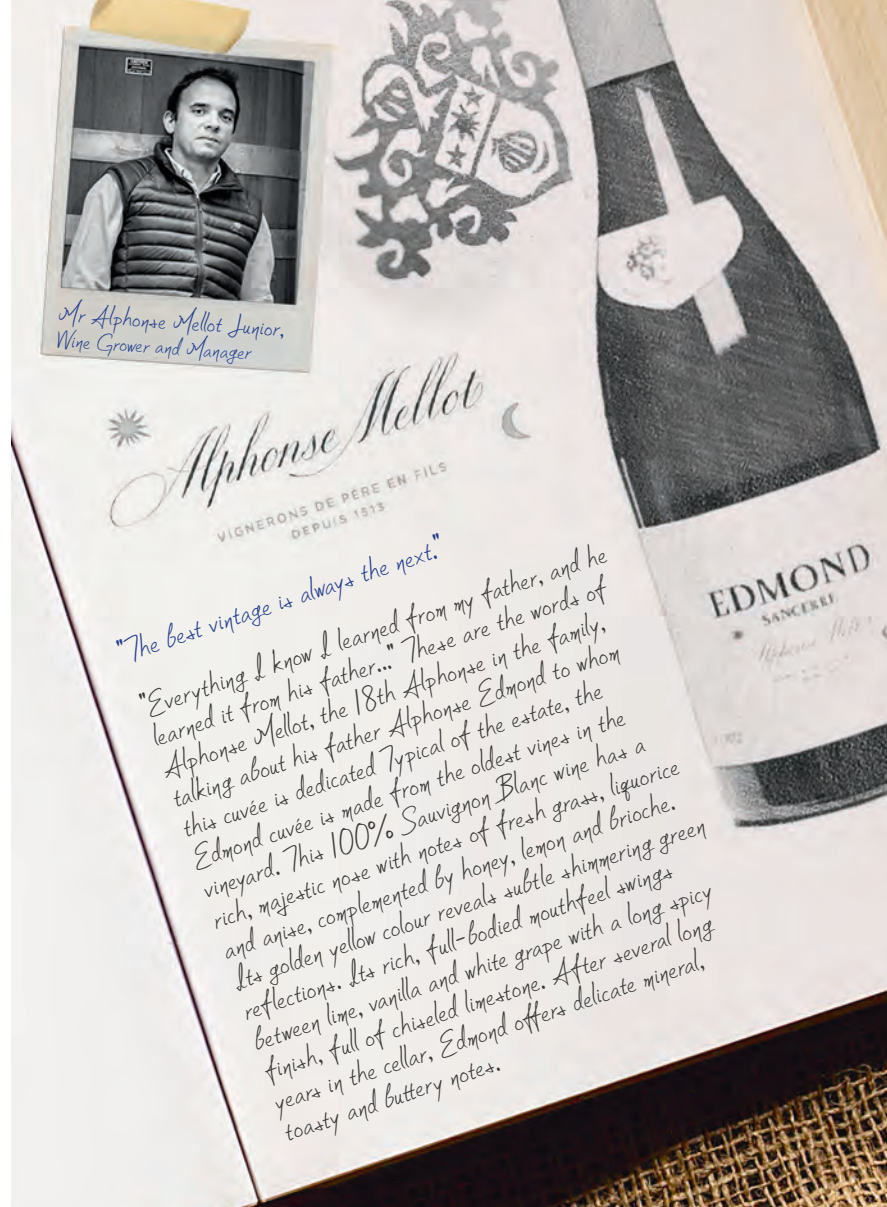 Mr Alphonse Mellot Junior,
Wine Grower and Manager
Alphonse Mellot
VIGNERONS DE PÈRE EN FILS
DEPUIS 1513
"The best vintage is always the next."
"Everything I know I learned from my father, and he
learned it from his father..." These are the words of
Alphonse Mellot, the 18th Alphonse in the family,
talking about his father Alphonse Edmond to whom
this cuvée is dedicated Typical of the estate, the
Edmond cuvée is made from the oldest vines in the
vineyard. This 100% Sauvignon Blanc wine has a
rich, majestic nose with notes of fresh grass, liquorice
and anise, complemented by honey, lemon and brioche.
Its golden yellow colour reveals subtle shimmering green
reflections. Its rich, full-bodied mouthfeel swings
between lime, vanilla and white grape with a long spicy
finish, full of chiseled limestone. After several long
years in the cellar, Edmond offers delicate mineral,
toasty and buttery notes.
EDMOND
SANCERRE
Alphonse Mellot